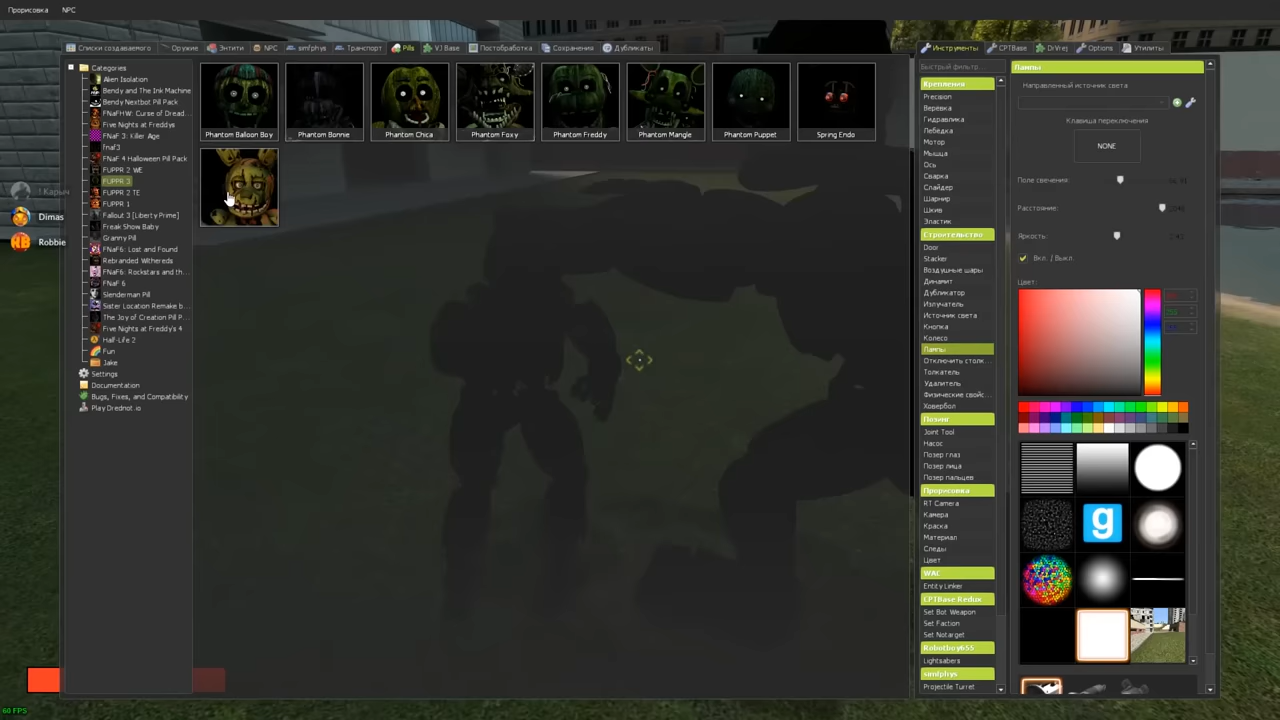 Прорисовка NPC
Списки создаваемого Оружие Энтити NPC simfphys Транспорт Pills VJ Base Постобработка Сохранения Дубликаты
Инструменты CPTBase DiVrej Options Утилиты
Categories
Alien Isolation
Bendy and The Ink Machine
Bendy Nextbot Pill Pack
FNaFHW: Curse of Dread...
Five Nights at Freddys
FNaF 3: Killer Age
fnaf3
FNaF 4 Halloween Pill Pack
FUPPR 2 WE
FUPPR 3
FUPPR 2 TE
FUPPR 1
Fallout 3 [Liberty Prime]
Freak Show Baby
Granny Pill
FNaF6: Lost and Found
Rebranded Withereds
FNaF6: Rockstars and th...
FNaF 6
Slenderman Pill
Sister Location Remake b...
The Joy of Creation Pill P...
Five Nights at Freddy's 4
Half-Life 2
Fun
Jake
Settings
Documentation
Bugs, Fixes, and Compatibility
Play Drednot.io
! Карыч
Dimas
Robbie
Phantom Balloon Boy
Phantom Bonnie
Phantom Chica
Phantom Foxy
Phantom Freddy
Phantom Mangle
Phantom Puppet
Spring Endo
Быстрый фильтр...
Крепления
Precision
Веревка
Гидравлика
Лебёдка
Мотор
Мышца
Ось
Сварка
Слайдер
Шарнир
Шкив
Эластик
Строительство
Door
Stacker
Воздушные шары
Динамит
Дубликатор
Излучатель
Источник света
Кнопка
Колесо
Лампы
Отключить столк...
Толкатель
Удалитель
Физические свойс...
Ховербол
Позинг
Joint Tool
Насос
Позер глаз
Позер лица
Позер пальцев
Прорисовка
RT Camera
Камера
Краска
Материал
Следы
Цвет
WAC
Entity Linker
CPTBase Redux
Set Bot Weapon
Set Faction
Set Notarget
Robotboy655
Lightsabers
simfphys
Projectile Turret
Лампы
Направленный источник света
Клавиша переключения
NONE
Поле свечения:
Расстояние:
Яркость:
Вкл. / Выкл.
Цвет:
g
60 FPS